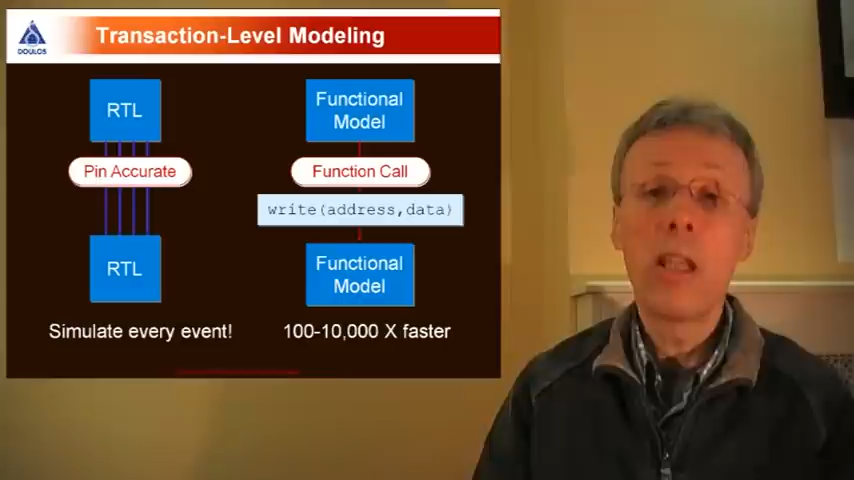 DOULOS
Transaction-Level Modeling
RTL
Pin Accurate
RTL
Simulate every event!
Functional
Model
Function Call
write(address,data)
Functional
Model
100-10,000 X faster